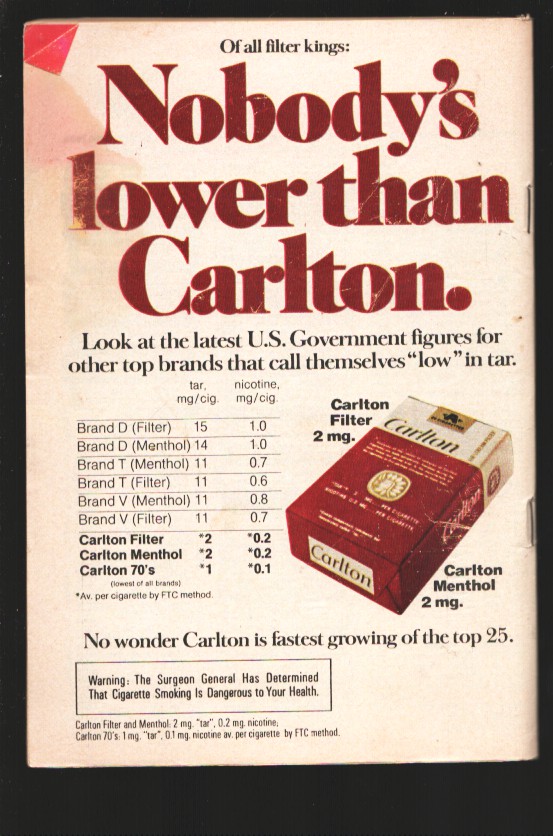 Of all filter kings:
Nobody's
lower than
Carlton.
Look at the latest U.S. Government figures for
other top brands that call themselves "low" in tar.
tar, nicotine,
mg/cig. mg/cig.
Brand D (Filter) 15 1.0
Brand D (Menthol) 14 1.0
Brand T (Menthol) 11 0.7
Brand T (Filter) 11 0.6
Brand V (Menthol) 11 0.8
Brand V (Filter) 11 0.7
Carlton Filter *2 *0.2
Carlton Menthol *2 *0.2
Carlton 70's *1 *0.1
(lowest of all brands)
*Av. per cigarette by FTC method.
Carlton
Filter
2 mg.
Carlton
Carlton
Carlton
Carlton
Menthol
2 mg.
No wonder Carlton is fastest growing of the top 25.
Warning: The Surgeon General Has Determined
That Cigarette Smoking Is Dangerous to Your Health.
Carlton Filter and Menthol: 2 mg. "tar", 0.2 mg. nicotine;
Carlton 70's: 1 mg. "tar", 0.1 mg. nicotine av. per cigarette by FTC method.